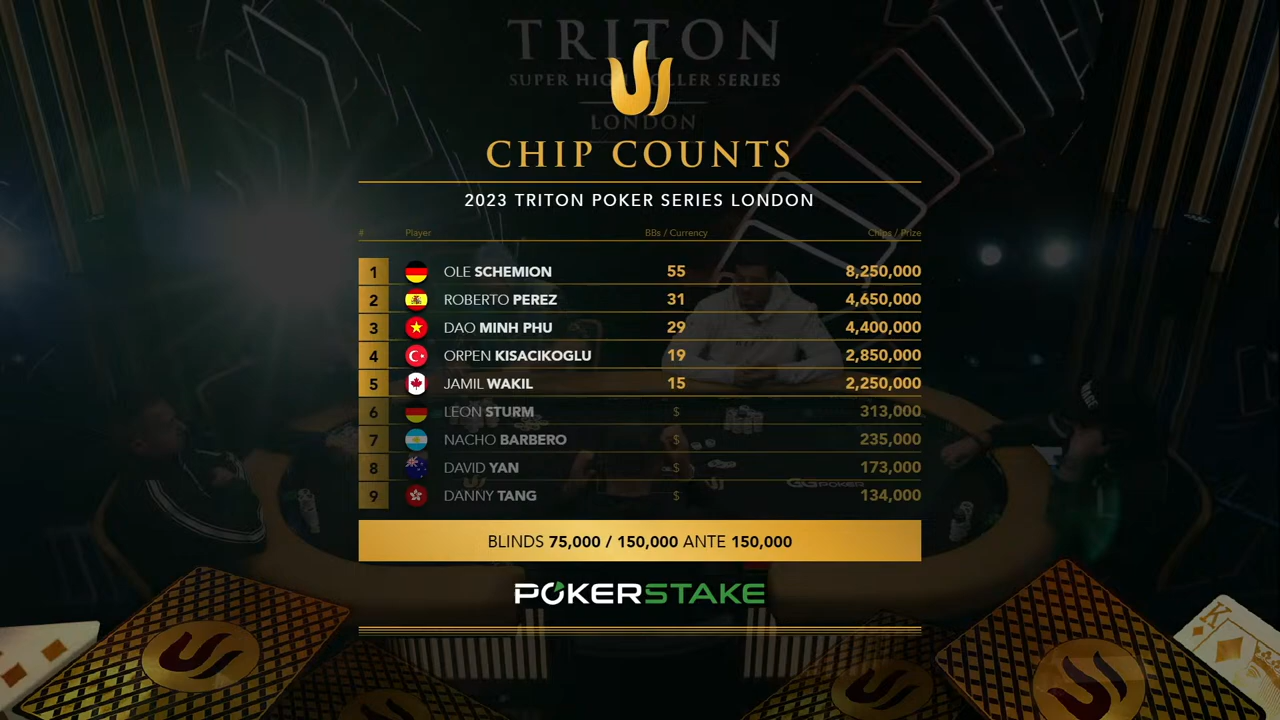 TRITON
SUPER HIGH ROLLER SERIES
LONDON
CHIP COUNTS
2023 TRITON POKER SERIES LONDON
# Player BBs / Currency Chips / Prize
1 OLE SCHEMION 55 8,250,000
2 ROBERTO PEREZ 31 4,650,000
3 DAO MINH PHU 29 4,400,000
4 ORPEN KISACIKOGLU 19 2,850,000
5 JAMIL WAKIL 15 2,250,000
6 LEON STURM $ 313,000
7 NACHO BARBERO $ 235,000
8 DAVID YAN $ 173,000
9 DANNY TANG $ 134,000
GGPOKER
BLINDS 75,000 / 150,000 ANTE 150,000
POKERSTAKE
K